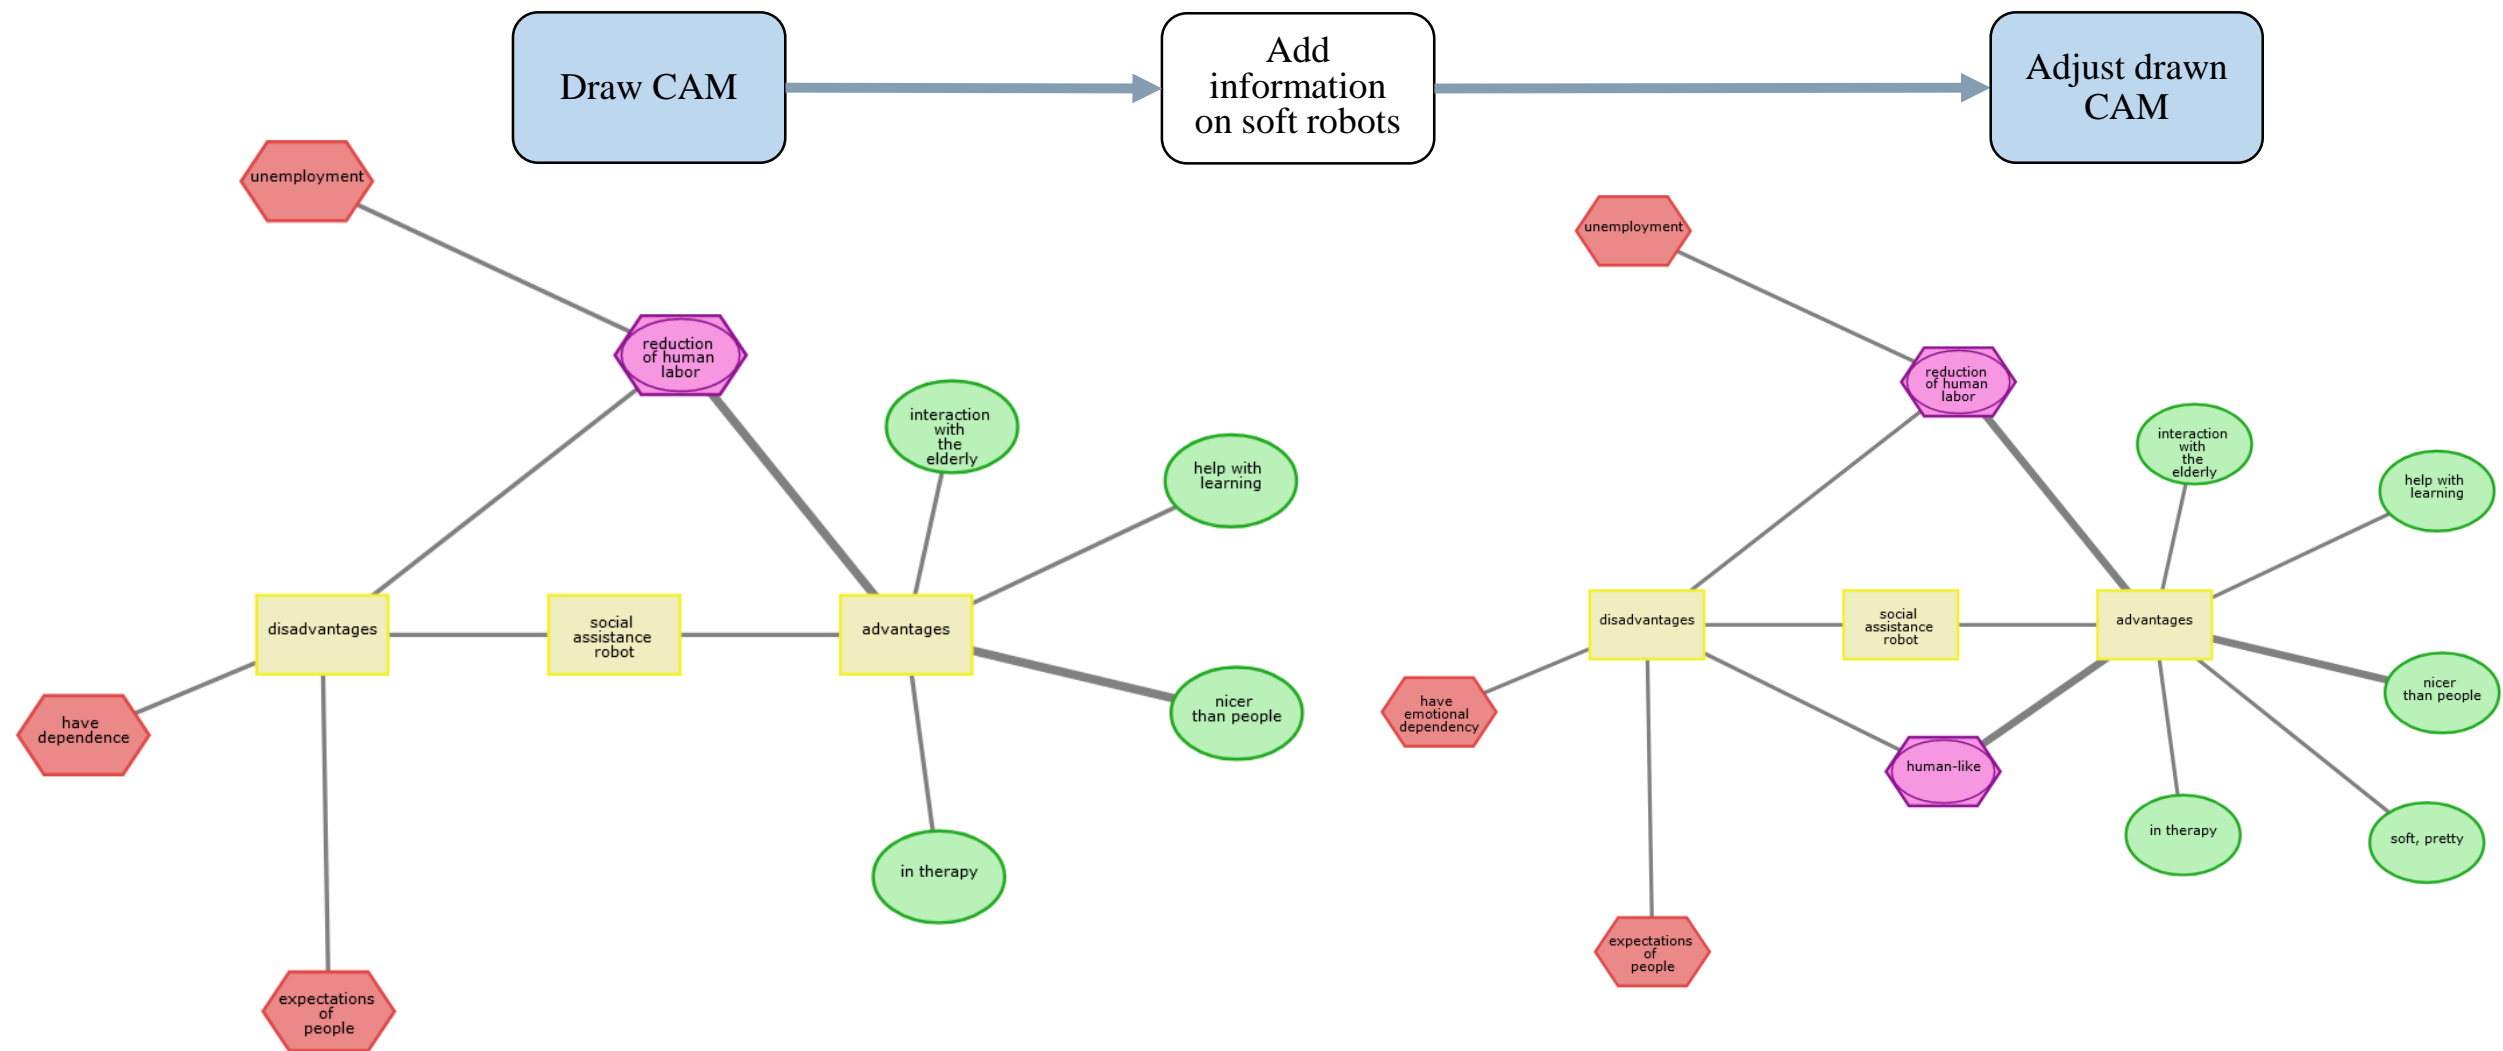 Draw CAM
Add
information
on soft robots
Adjust drawn
CAM
unemployment
reduction
of human
labor
interaction
with
the
elderly
help with
learning
disadvantages
social
assistance
robot
advantages
have
dependence
nicer
than people
in therapy
expectations
of
people
unemployment
reduction
of human
labor
interaction
with
the
elderly
help with
learning
disadvantages
social
assistance
robot
advantages
have
emotional
dependency
nicer
than people
human-like
in therapy
soft, pretty
expectations
of
people